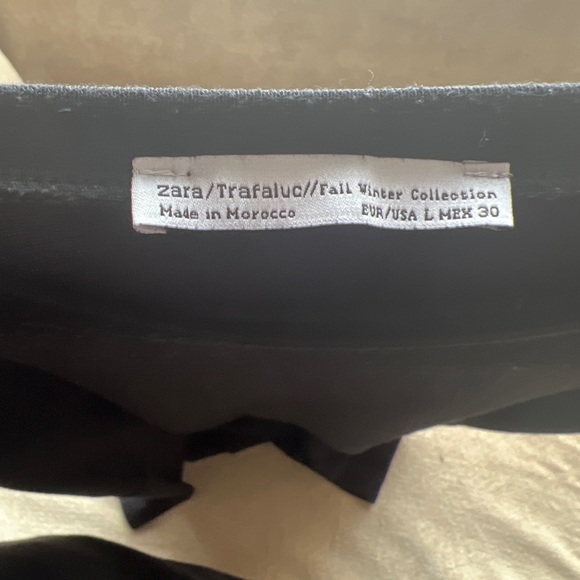 zara/Trafaluc//Fall Winter Collection
Made in Morocco EUR/USA L MEX 30